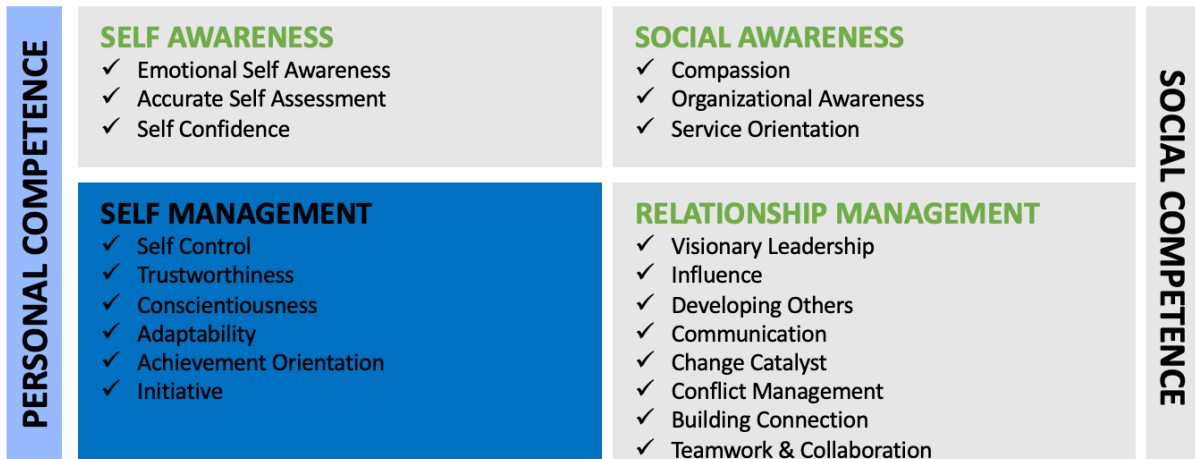 PERSONAL COMPETENCE
SELF AWARENESS
✓ Emotional Self Awareness
✓ Accurate Self Assessment
✓ Self Confidence
SELF MANAGEMENT
✓ Self Control
✓ Trustworthiness
✓ Conscientiousness
✓ Adaptability
✓ Achievement Orientation
✓ Initiative
SOCIAL AWARENESS
✓ Compassion
✓ Organizational Awareness
✓ Service Orientation
RELATIONSHIP MANAGEMENT
✓ Visionary Leadership
✓ Influence
✓ Developing Others
✓ Communication
✓ Change Catalyst
✓ Conflict Management
✓ Building Connection
✓ Teamwork & Collaboration
SOCIAL COMPETENCE